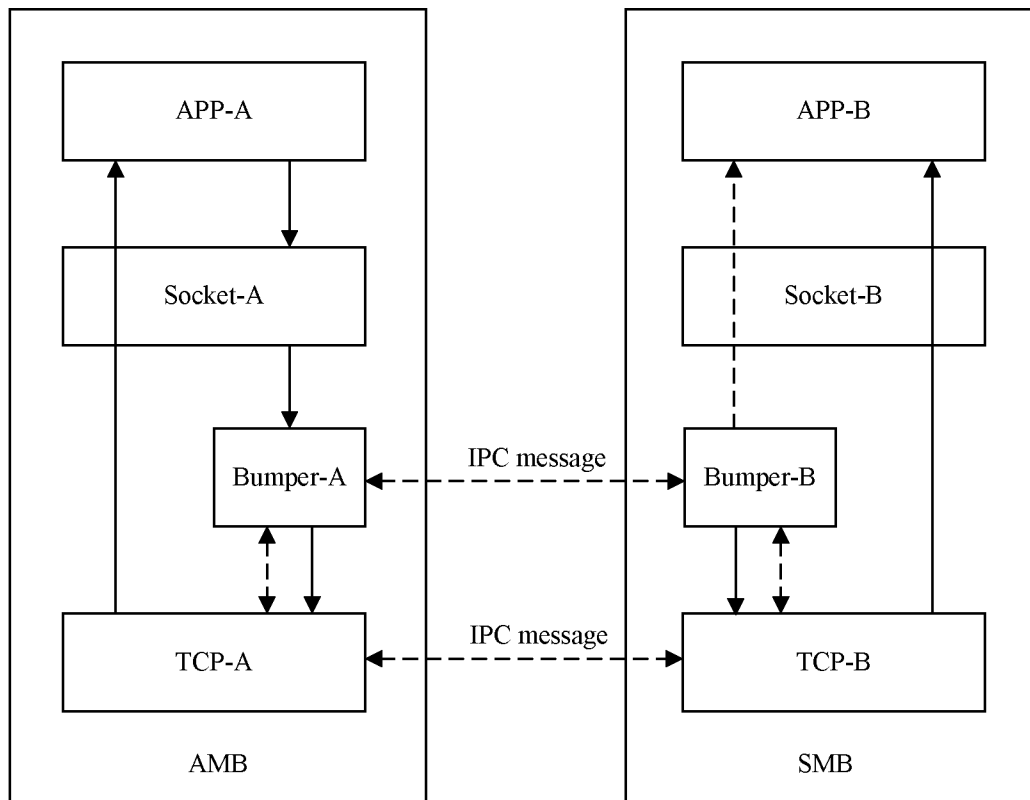 APP-A
APP-B
Socket-A
Socket-B
IPC message
Bumper-A
Bumper-B
IPC message
TCP-A
TCP-B
AMB
SMB